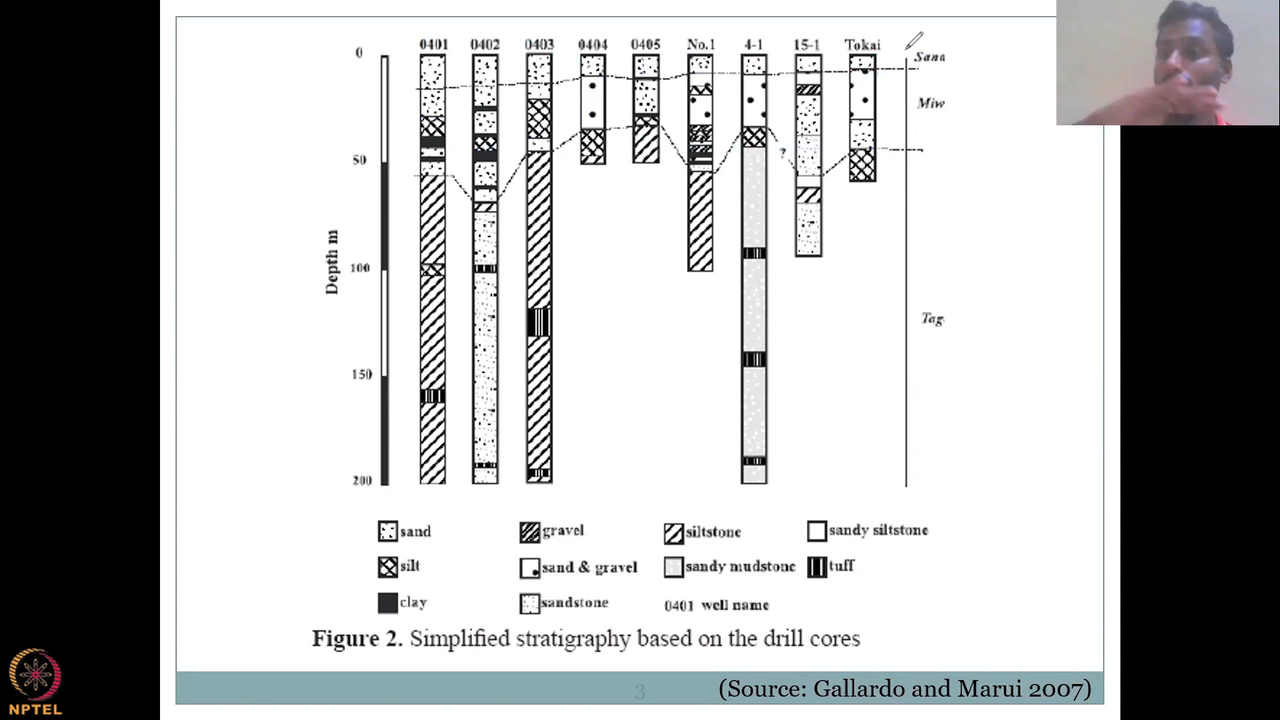 0401 0402 0403 0404 0405 No.1 4-1 15-1 Tokai
0
50
100
150
200
Depth m
Sand
Miw
Tag
?
sand gravel siltstone sandy siltstone
silt sand & gravel sandy mudstone tuff
clay sandstone 0401 well name
Figure 2. Simplified stratigraphy based on the drill cores
3
(Source: Gallardo and Marui 2007)
NPTEL